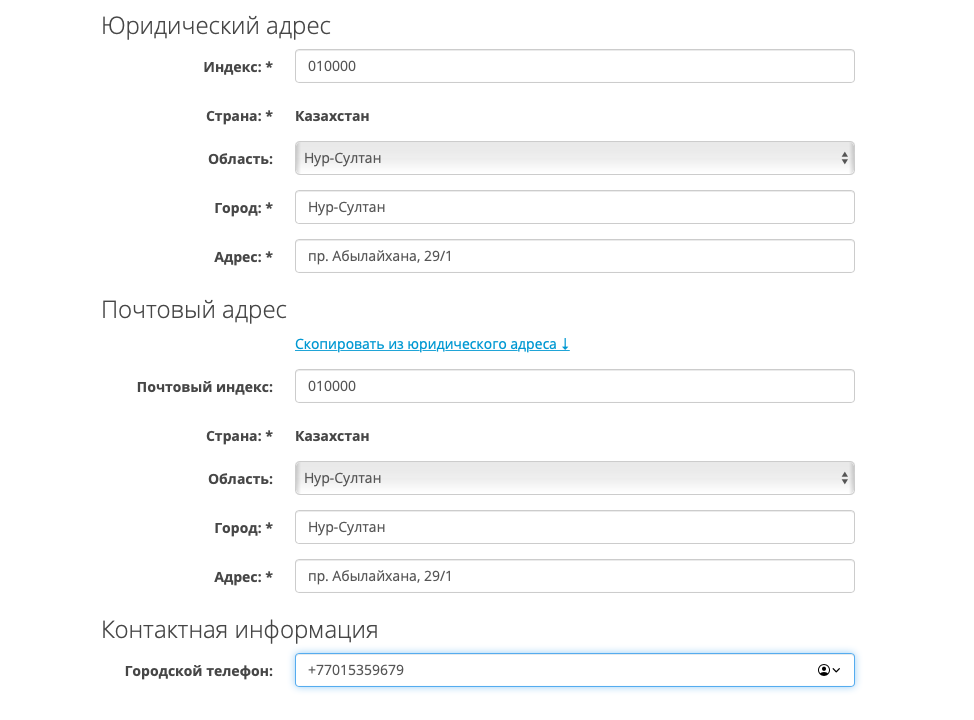 Юридический адрес
Индекс: * 010000
Страна: * Казахстан
Область: Нур-Султан
Город: * Нур-Султан
Адрес: * пр. Абылайхана, 29/1
Почтовый адрес
Скопировать из юридического адреса ↓
Почтовый индекс: 010000
Страна: * Казахстан
Область: Нур-Султан
Город: * Нур-Султан
Адрес: * пр. Абылайхана, 29/1
Контактная информация
Городской телефон: +77015359679